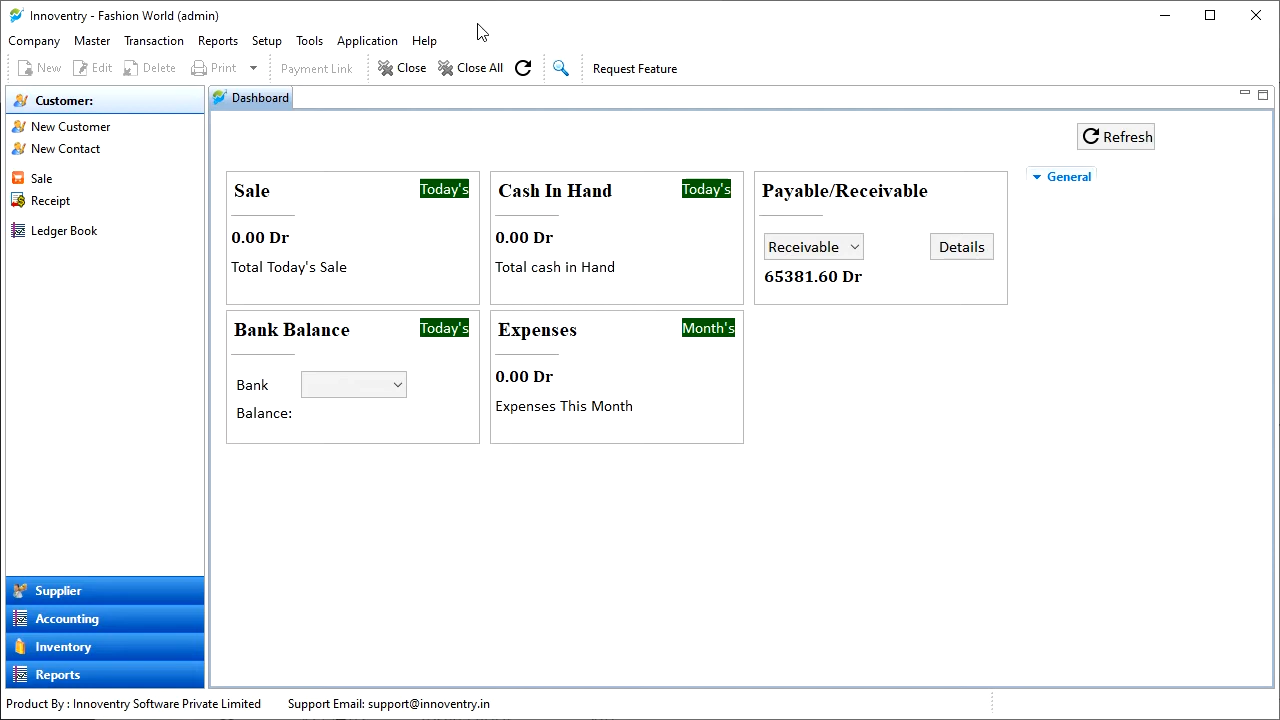 Innoventry - Fashion World (admin)
Company Master Transaction Reports Setup Tools Application Help
New Edit Delete Print Payment Link Close Close All Request Feature
Customer:
New Customer
New Contact
Sale
Receipt
Ledger Book
Supplier
Accounting
Inventory
Reports
Dashboard
Refresh
General
Sale Today's
0.00 Dr
Total Today's Sale
Cash In Hand Today's
0.00 Dr
Total cash in Hand
Payable/Receivable
Receivable Details
65381.60 Dr
Bank Balance Today's
Bank
Balance:
Expenses Month's
0.00 Dr
Expenses This Month
Product By : Innoventry Software Private Limited Support Email: support@innoventry.in